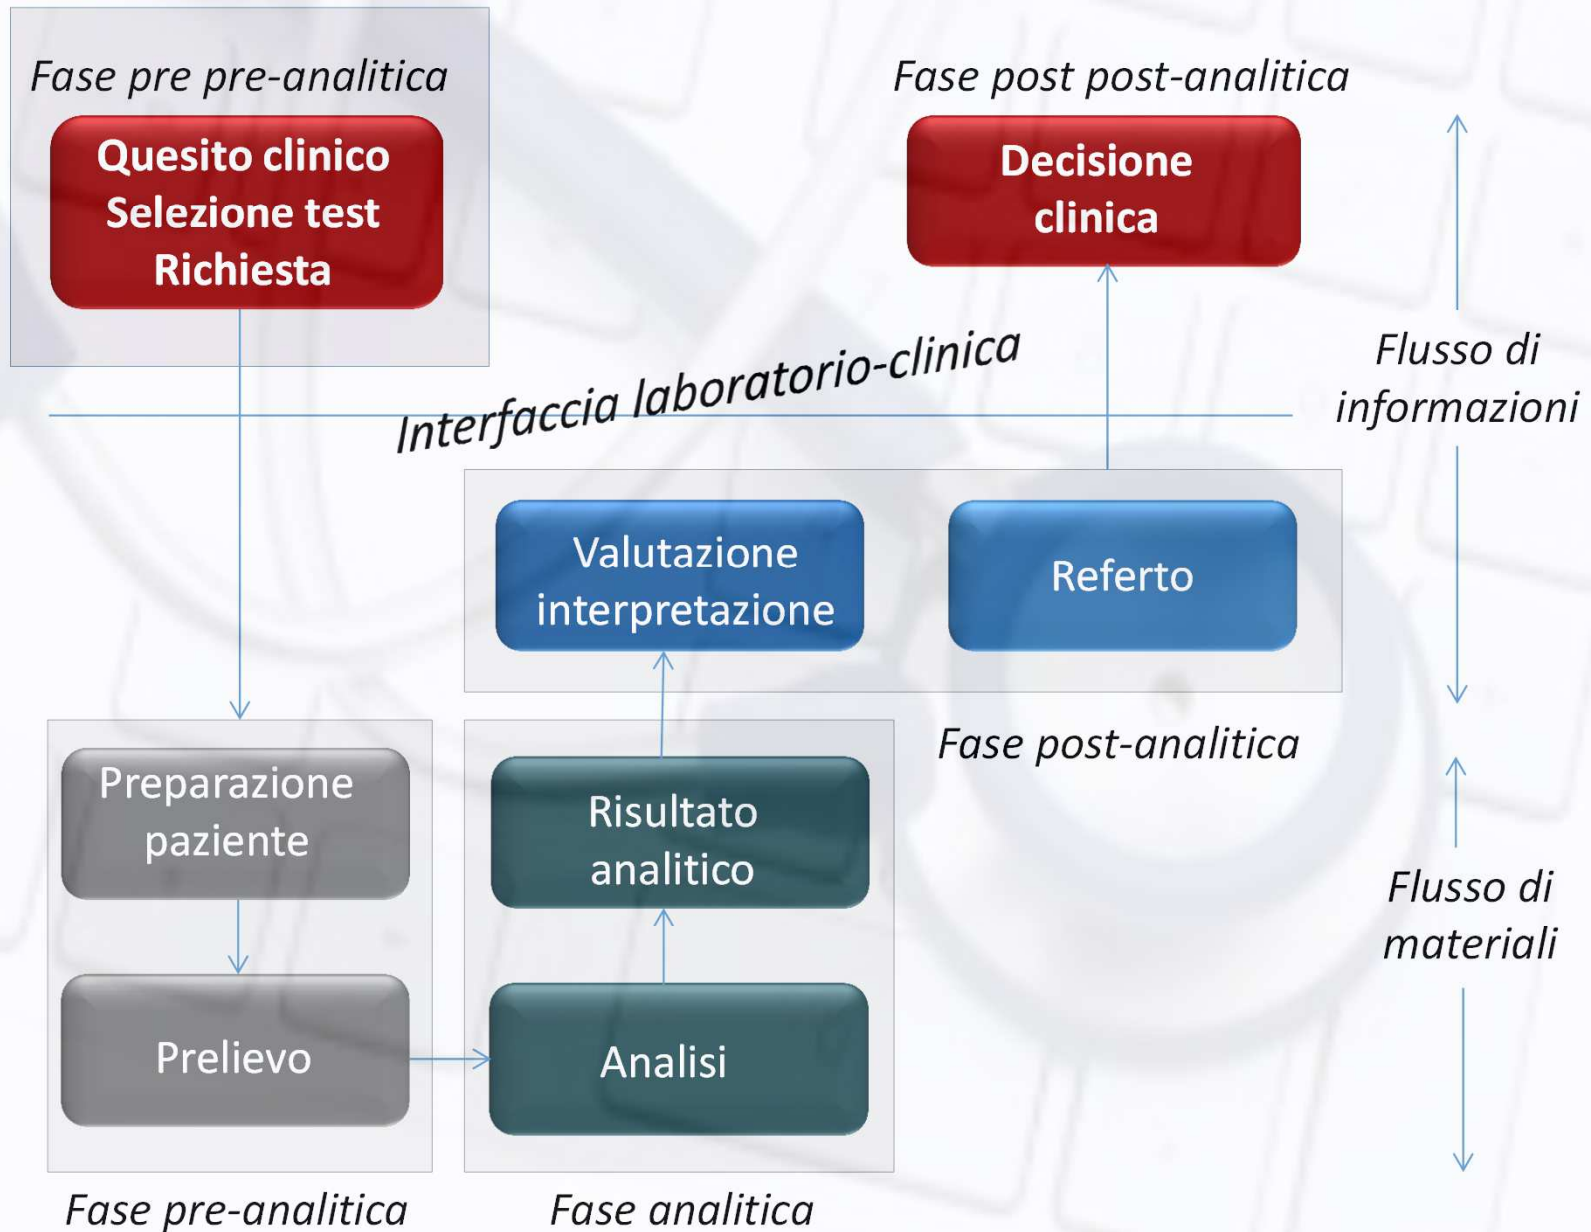 Fase pre pre-analitica
Quesito clinico
Selezione test
Richiesta
Fase post post-analitica
Decisione
clinica
Flusso di
informazioni
Interfaccia laboratorio-clinica
Valutazione
interpretazione
Referto
Fase post-analitica
Preparazione
paziente
Risultato
analitico
Flusso di
materiali
Prelievo
Analisi
Fase pre-analitica
Fase analitica